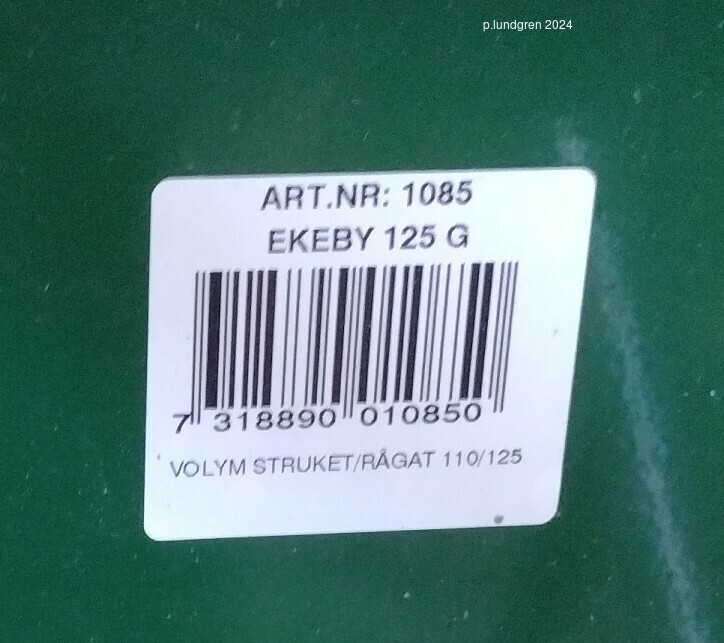 p.lundgren 2024
ART.NR: 1085
EKEBY 125 G
7 318890 010850
VOLYM STRUKET/RÅGAT 110/125